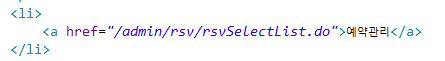 <li>
<a href="/admin/rsv/rsvSelectList.do">예약관리</a>
</li>